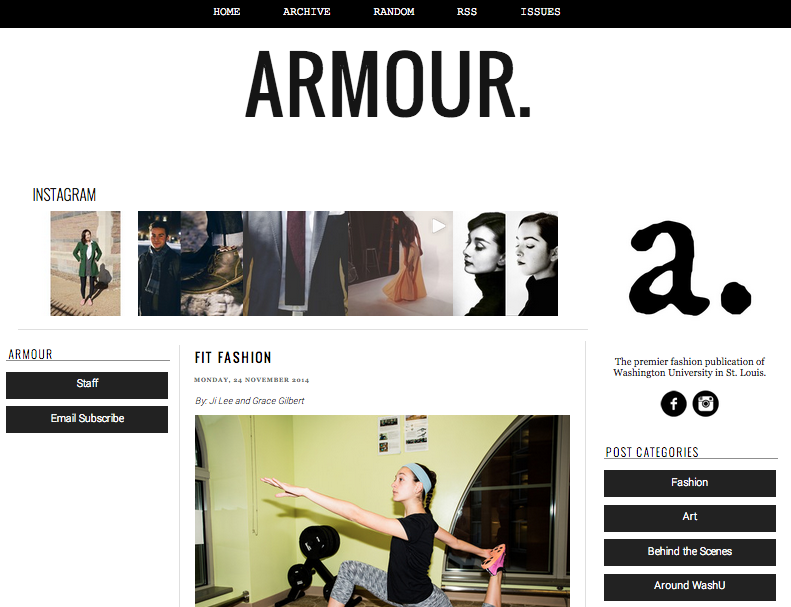 HOME ARCHIVE RANDOM RSS ISSUES
ARMOUR.
INSTAGRAM
a.
ARMOUR
Staff
Email Subscribe
FIT FASHION
MONDAY, 24 NOVEMBER 2014
By: Ji Lee and Grace Gilbert
The premier fashion publication of
Washington University in St. Louis.
f
POST CATEGORIES
Fashion
Art
Behind the Scenes
Around WashU